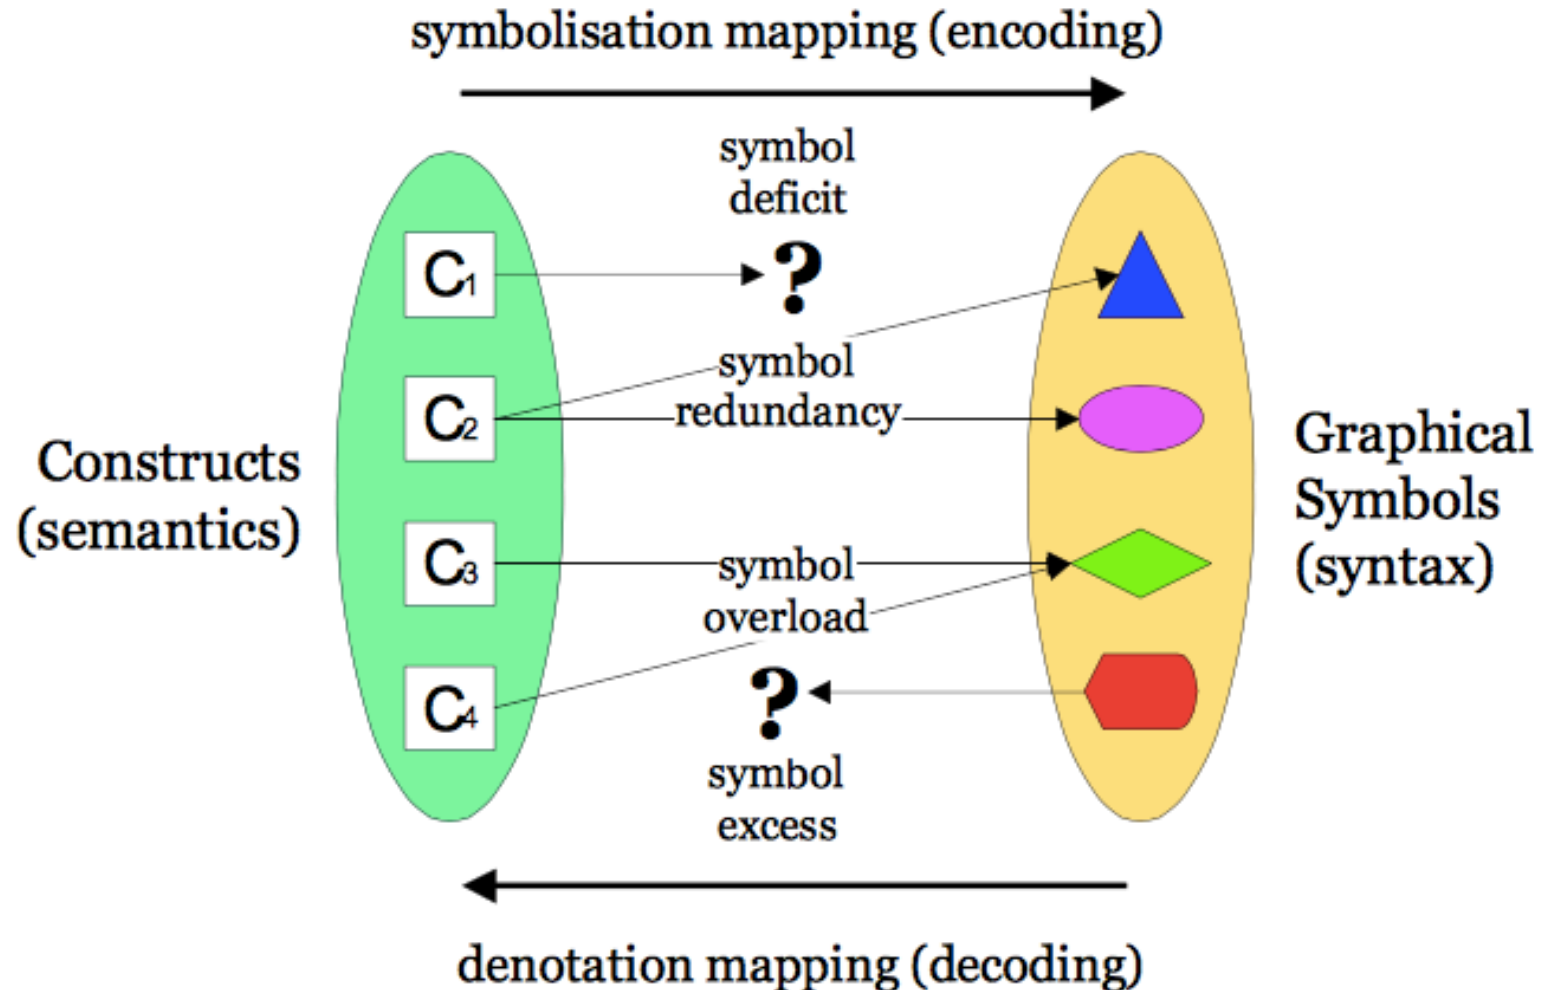 symbolisation mapping (encoding)
symbol
deficit
C1
?
symbol
C2
redundancy
Constructs
(semantics)
Graphical
Symbols
(syntax)
C3
symbol
overload
C4
?
symbol
excess
denotation mapping (decoding)